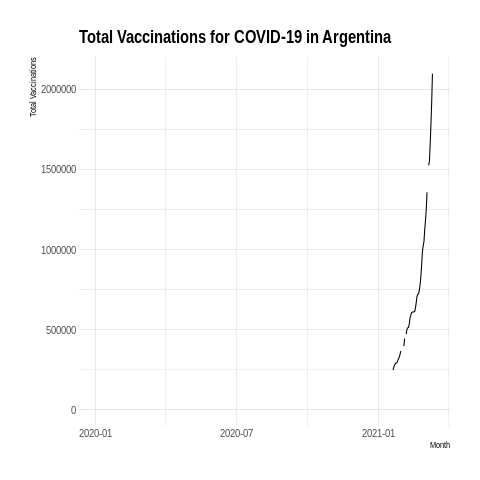 Total Vaccinations for COVID-19 in Argentina
Total Vaccinations
2000000
1500000
1000000
500000
0
2020-01 2020-07 2021-01
Month